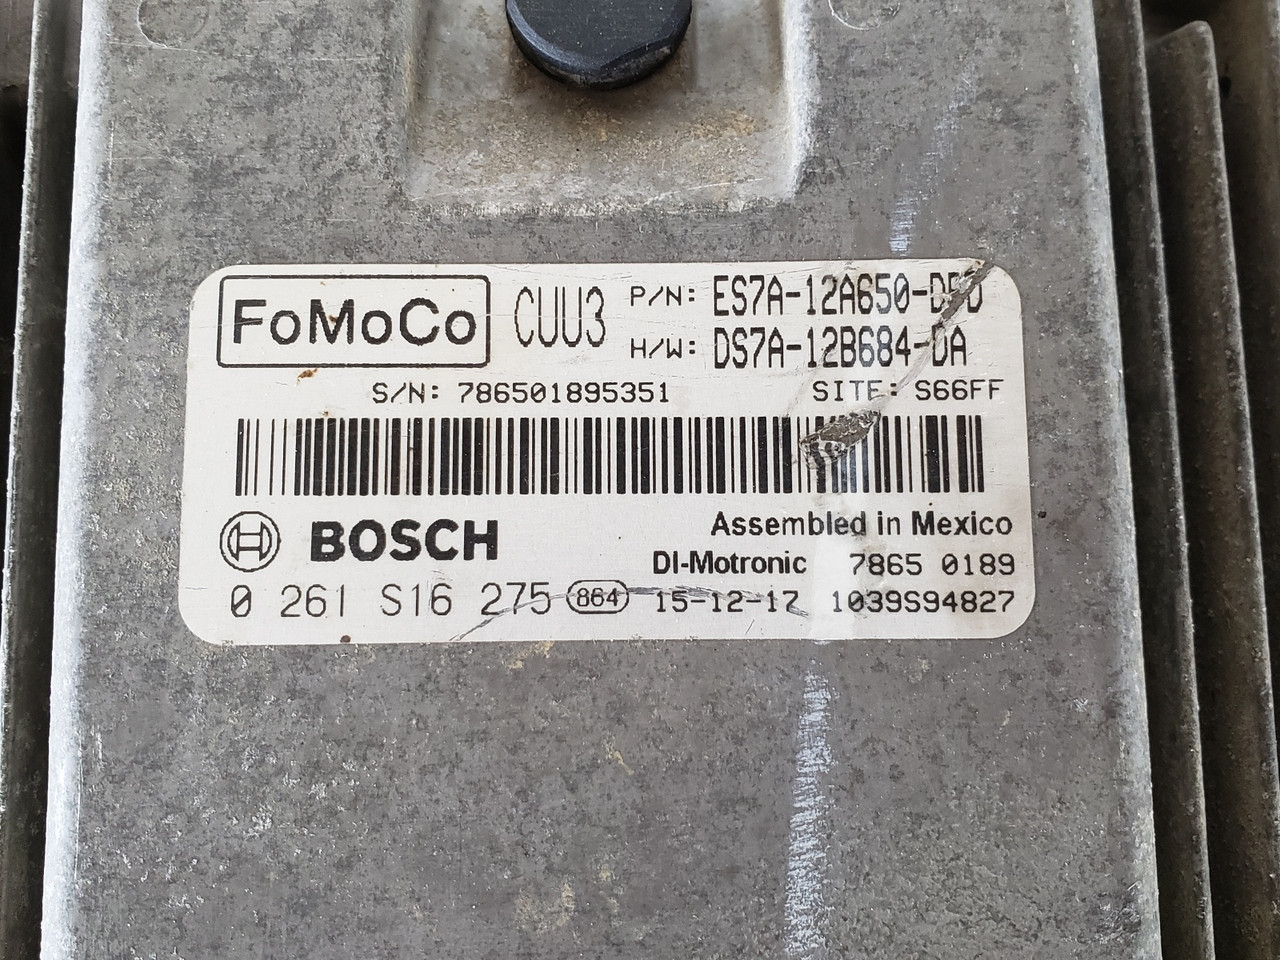 FoMoCo CUU3 P/N: ES7A-12A650-
H/W: DS7A-12B684-DA
S/N: 786501895351 SITE: S66FF
BOSCH Assembled in Mexico
DI-Motronic 7865 0189
0 261 S16 275 864 15-12-17 1039S94827